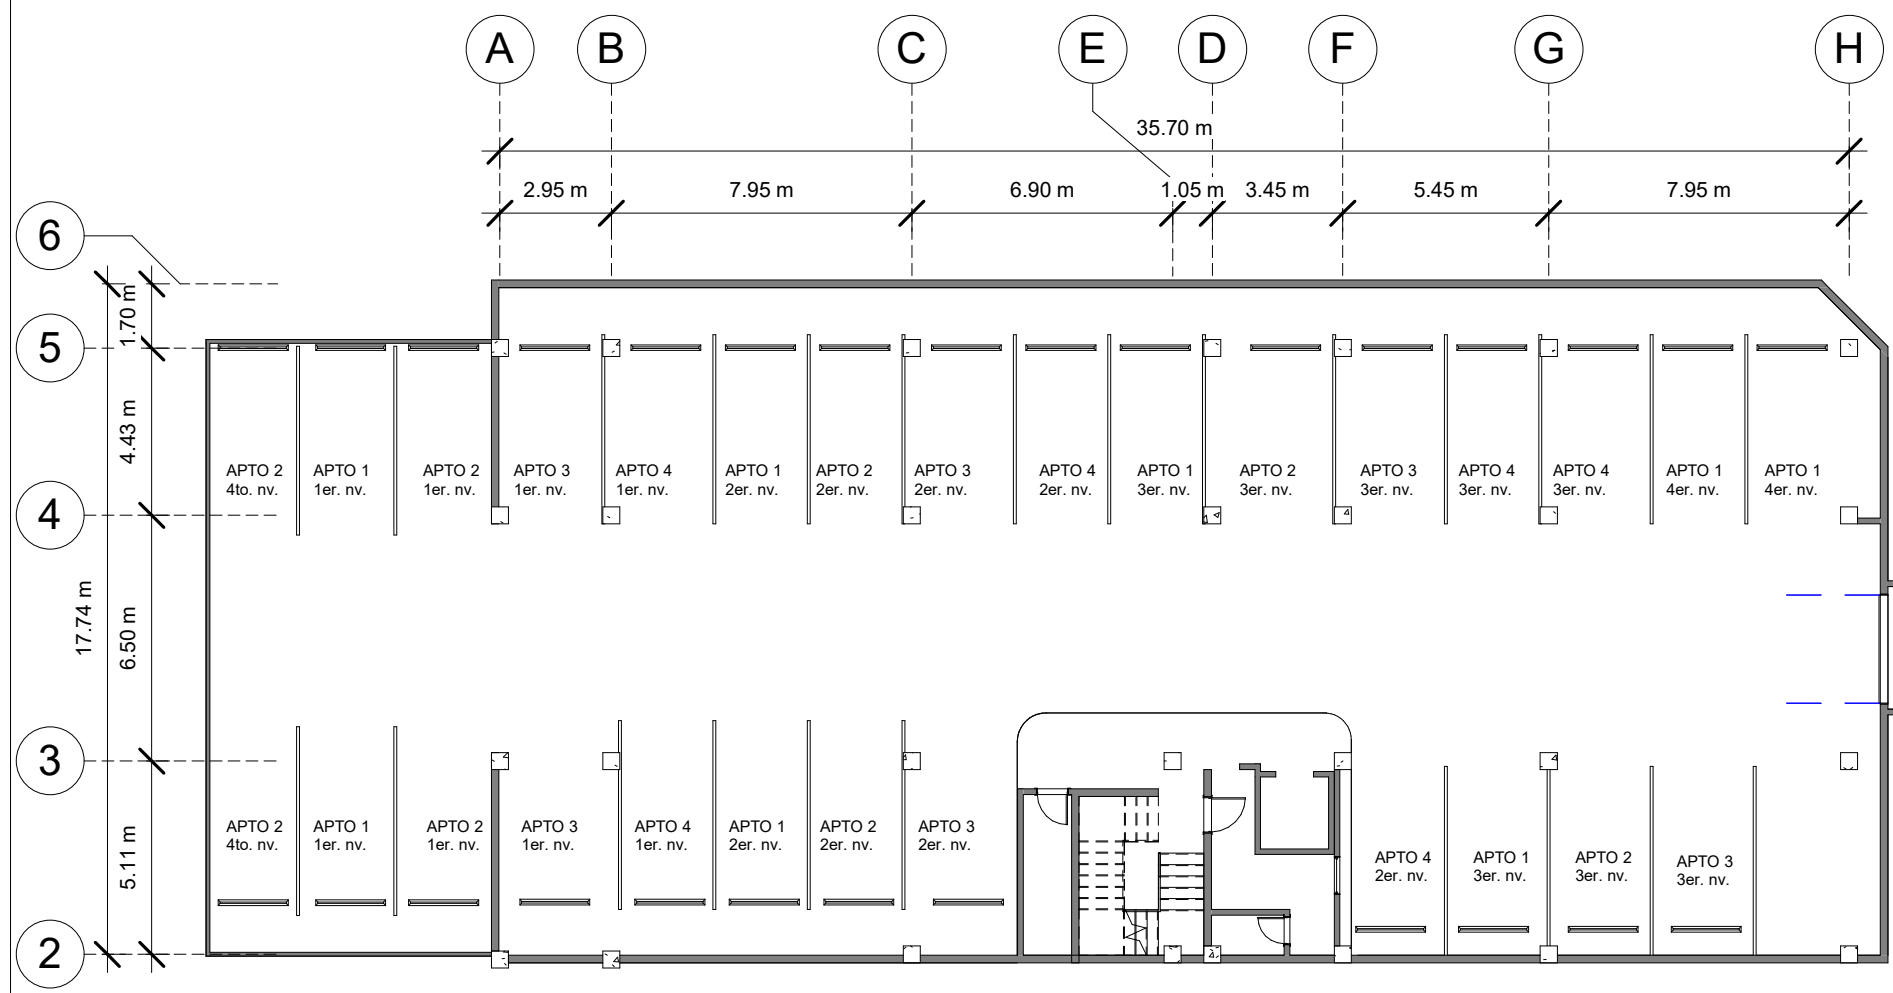 A B C E D F G H
35.70 m
2.95 m 7.95 m 6.90 m 1.05 m 3.45 m 5.45 m 7.95 m
6
1.70 m
5
4.43 m
APTO 2 APTO 1 APTO 2 APTO 3 APTO 4 APTO 1 APTO 2 APTO 3 APTO 4 APTO 1 APTO 2 APTO 3 APTO 4 APTO 4 APTO 1 APTO 1
4to. nv. 1er. nv. 1er. nv. 1er. nv. 1er. nv. 2er. nv. 2er. nv. 2er. nv. 2er. nv. 3er. nv. 3er. nv. 3er. nv. 3er. nv. 3er. nv. 4er. nv. 4er. nv.
4
17.74 m
6.50 m
3
5.11 m
APTO 2 APTO 1 APTO 2 APTO 3 APTO 4 APTO 1 APTO 2 APTO 3
4to. nv. 1er. nv. 1er. nv. 1er. nv. 1er. nv. 2er. nv. 2er. nv. 2er. nv.
APTO 4 APTO 1 APTO 2 APTO 3
2er. nv. 3er. nv. 3er. nv. 3er. nv.
2